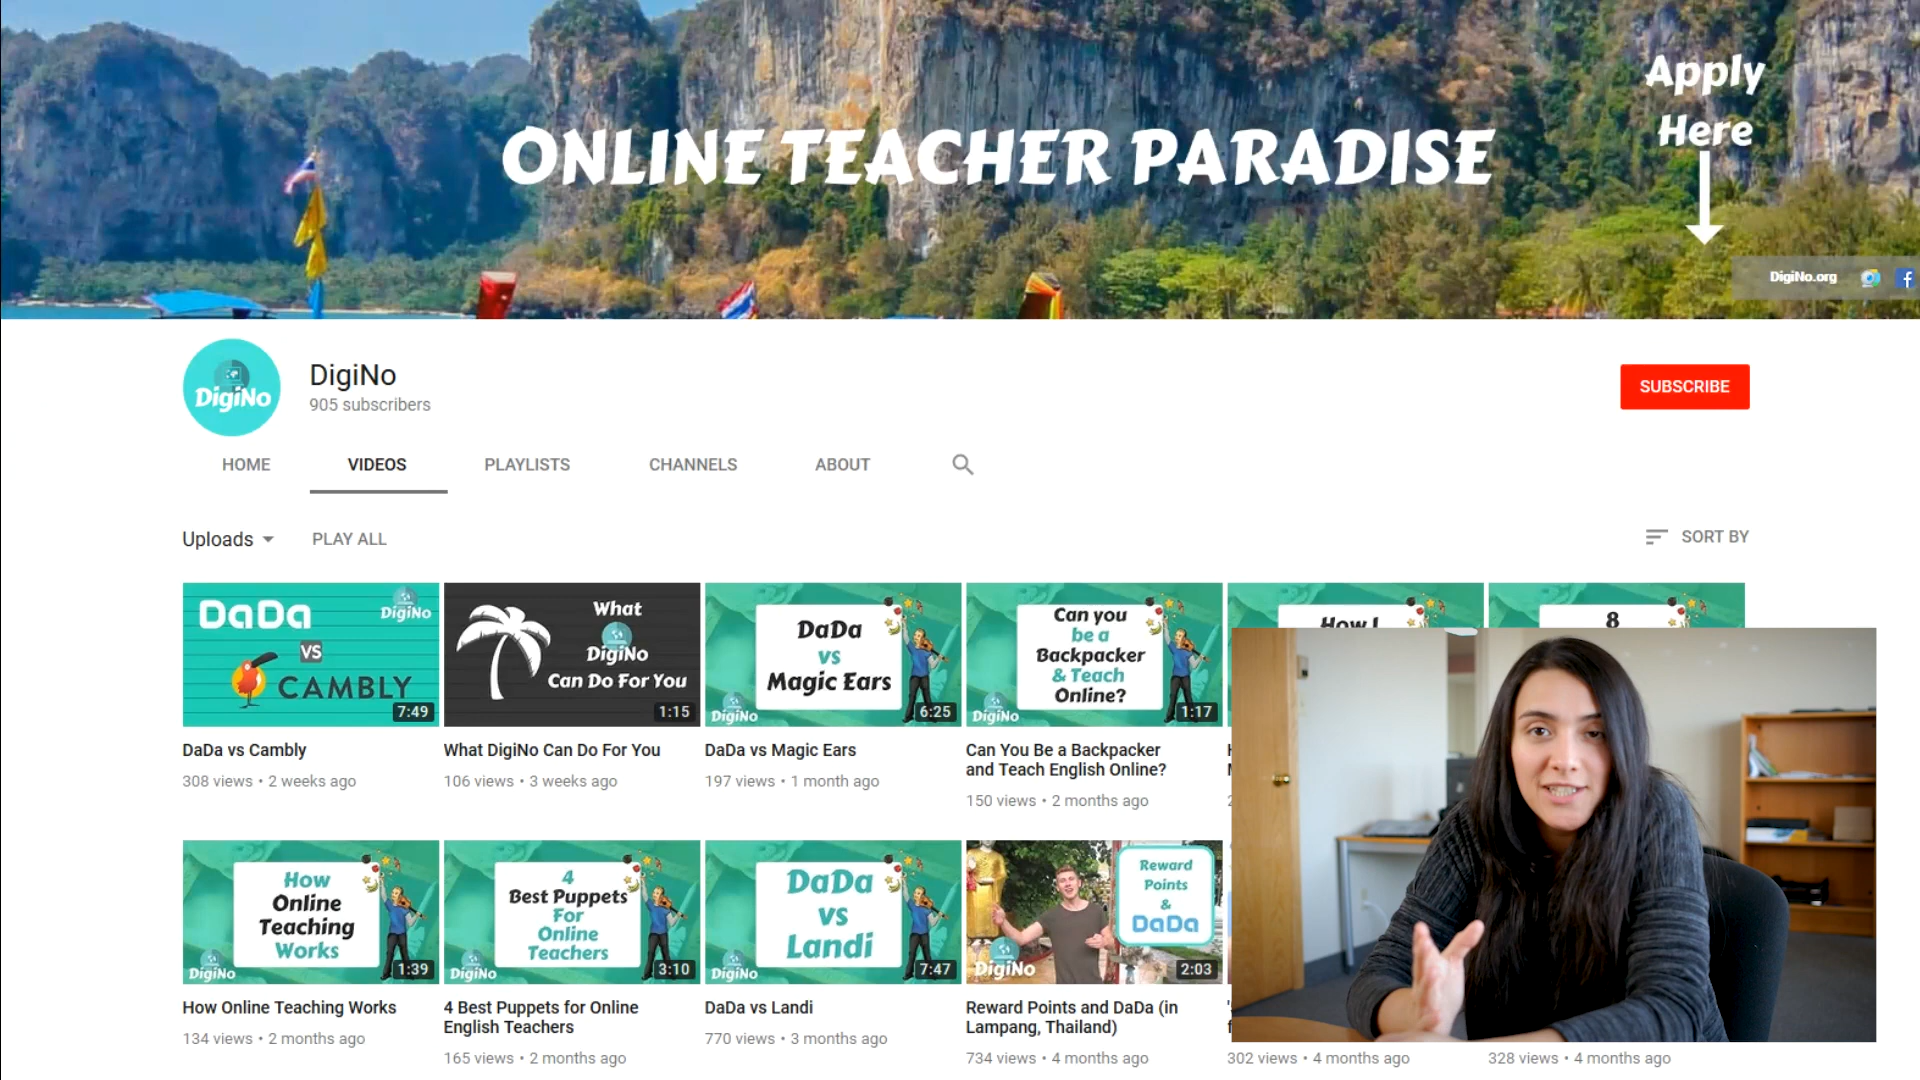 Apply
Here
ONLINE TEACHER PARADISE
DigiNo.org
DigiNo
DigiNo
905 subscribers
SUBSCRIBE
HOME
VIDEOS
PLAYLISTS
CHANNELS
ABOUT
Uploads
PLAY ALL
SORT BY
DaDa
DigiNo
VS
CAMBLY
7:49
What
DigiNo
Can Do For You
1:15
DaDa
vs
Magic Ears
DigiNo
6:25
Can you
be a
Backpacker
& Teach
Online?
DigiNo
1:17
How I
8
DaDa vs Cambly
308 views • 2 weeks ago
What DigiNo Can Do For You
106 views • 3 weeks ago
DaDa vs Magic Ears
197 views • 1 month ago
Can You Be a Backpacker
and Teach English Online?
150 views • 2 months ago
How
Online
Teaching
Works
DigiNo
1:39
4
Best Puppets
For
Online
Teachers
DigiNo
3:10
DaDa
vs
Landi
DigiNo
7:47
Reward
Points
&
DaDa
DigiNo
2:03
How Online Teaching Works
134 views • 2 months ago
4 Best Puppets for Online
English Teachers
165 views • 2 months ago
DaDa vs Landi
770 views • 3 months ago
Reward Points and DaDa (in
Lampang, Thailand)
734 views • 4 months ago
302 views • 4 months ago
328 views • 4 months ago